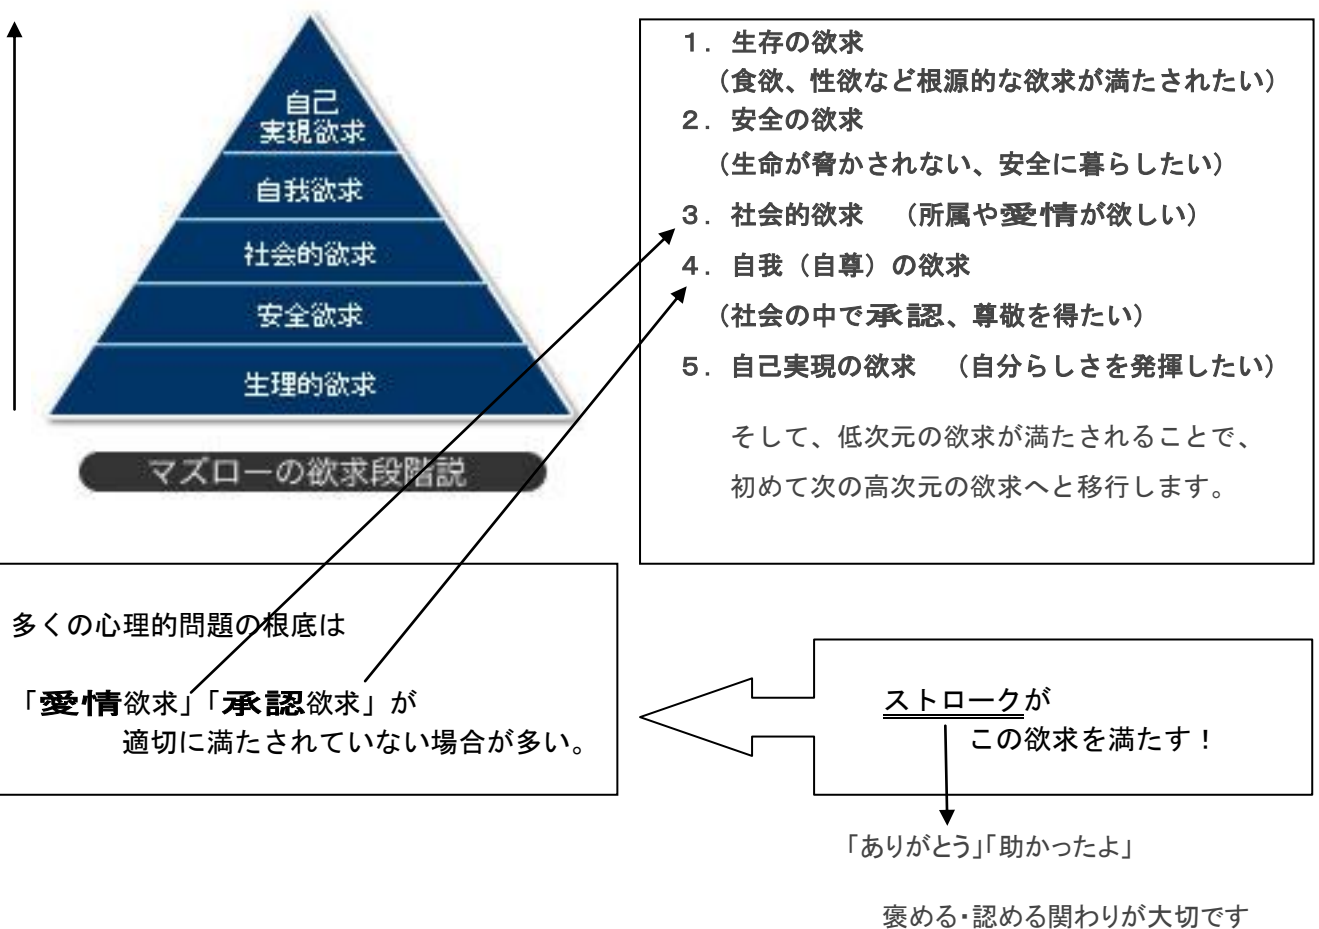 自己
実現欲求
自我欲求
社会的欲求
安全欲求
生理的欲求
マズローの欲求段階説
1．生存の欲求
（食欲、性欲など根源的な欲求が満たされたい）
2．安全の欲求
（生命が脅かされない、安全に暮らしたい）
3．社会的欲求　（所属や愛情が欲しい）
4．自我（自尊）の欲求
（社会の中で承認、尊敬を得たい）
5．自己実現の欲求　（自分らしさを発揮したい）
そして、低次元の欲求が満たされることで、
初めて次の高次元の欲求へと移行します。
多くの心理的問題の根底は
「愛情欲求」「承認欲求」が
適切に満たされていない場合が多い。
ストロークが
この欲求を満たす！
「ありがとう」「助かったよ」
褒める・認める関わりが大切です